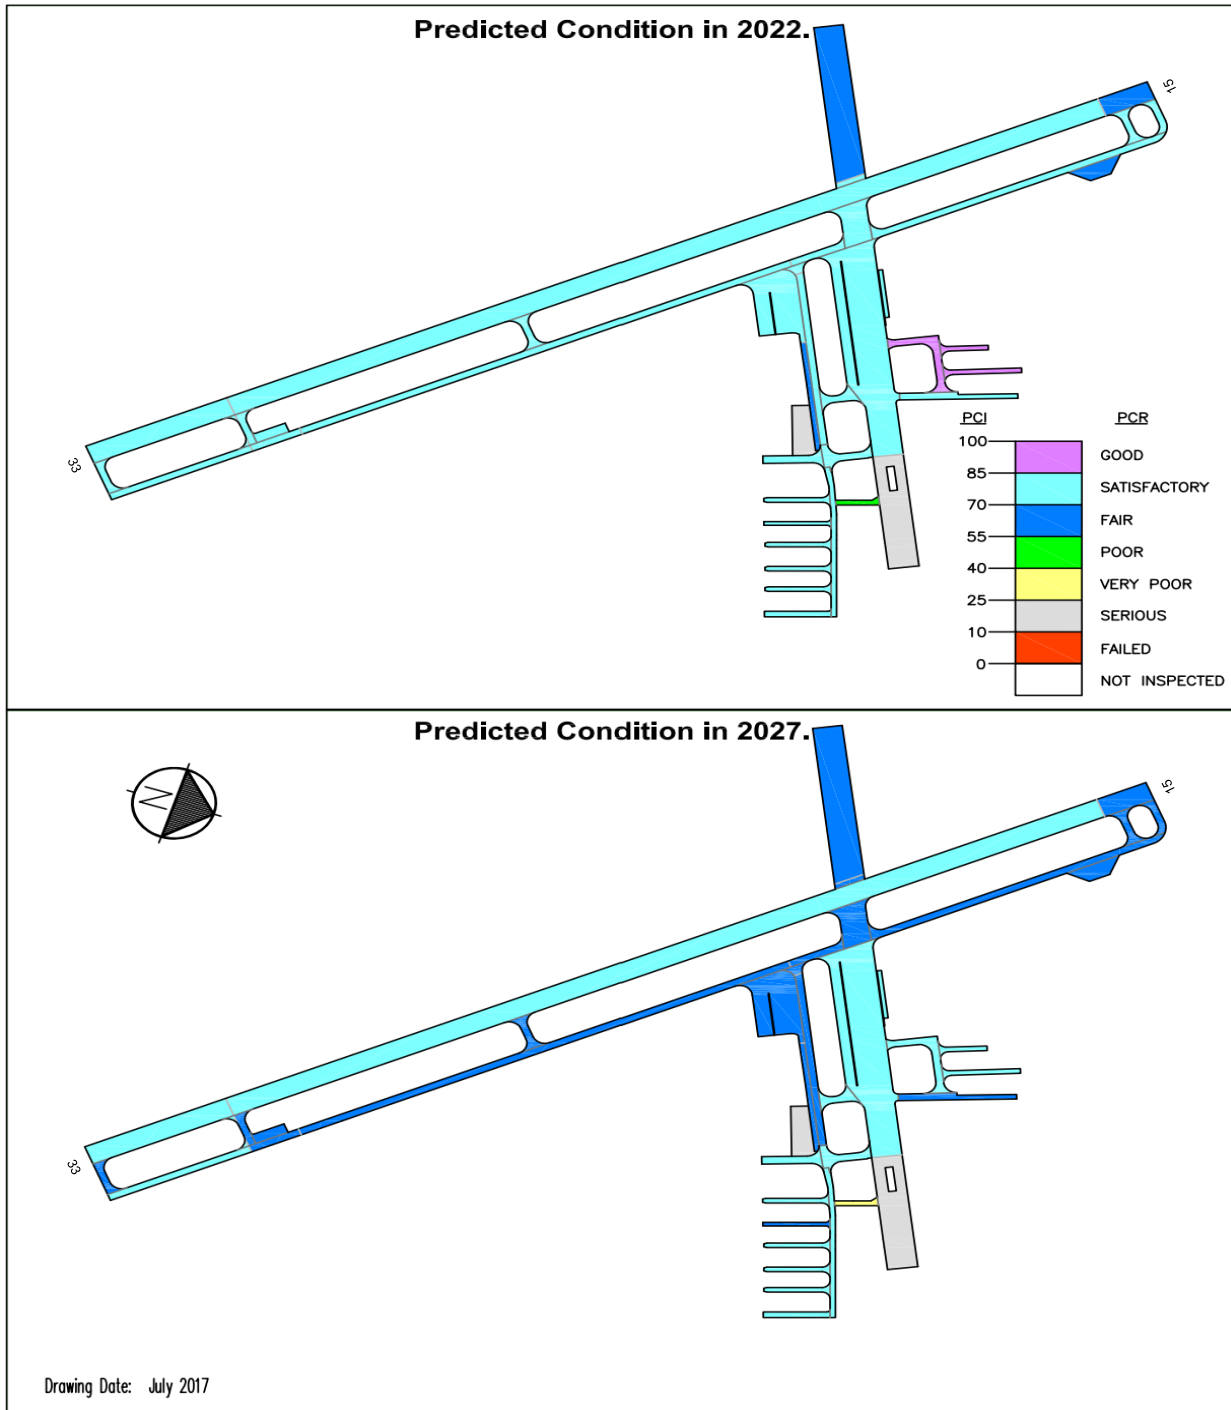 Predicted Condition in 2022.
15
33
PCI PCR
100
GOOD
85
SATISFACTORY
70
FAIR
55
POOR
40
VERY POOR
25
SERIOUS
10
FAILED
0
NOT INSPECTED
Predicted Condition in 2027.
N
15
33
Drawing Date: July 2017